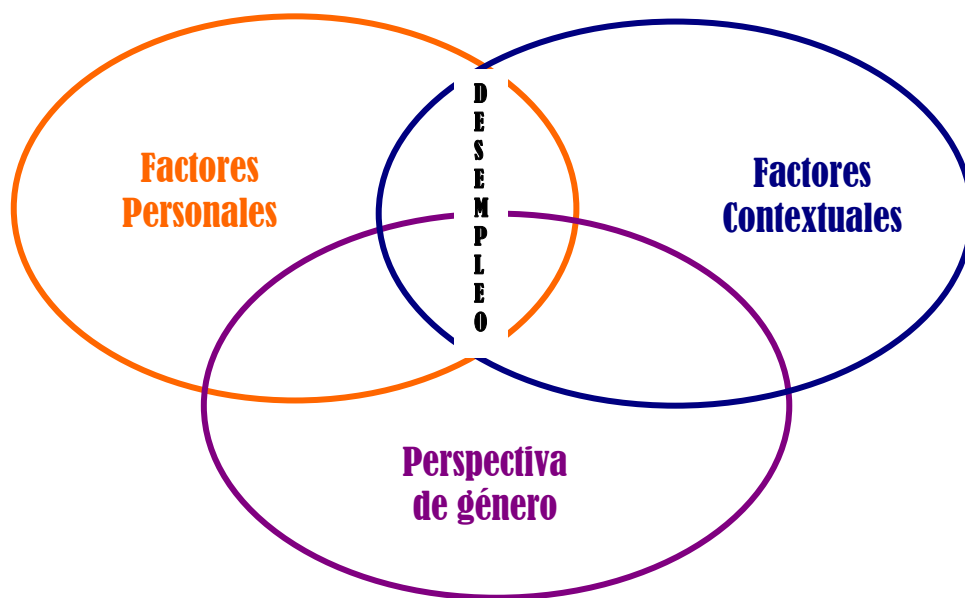 DESEMPLEO
Factores
Personales
Factores
Contextuales
Perspectiva
de género